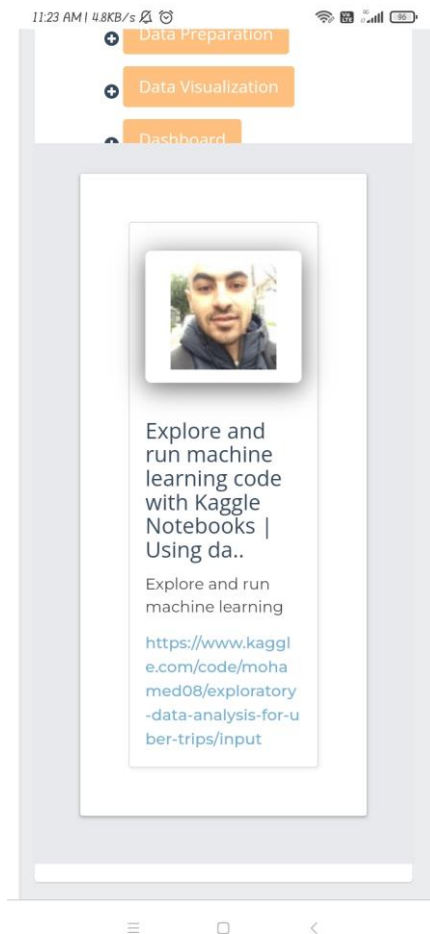 11:23 AM | 4.8KB/s 96
Data Preparation
Data Visualization
Dashboard
Explore and
run machine
learning code
with Kaggle
Notebooks |
Using da..
Explore and run
machine learning
https://www.kaggl
e.com/code/moha
med08/exploratory
-data-analysis-for-u
ber-trips/input